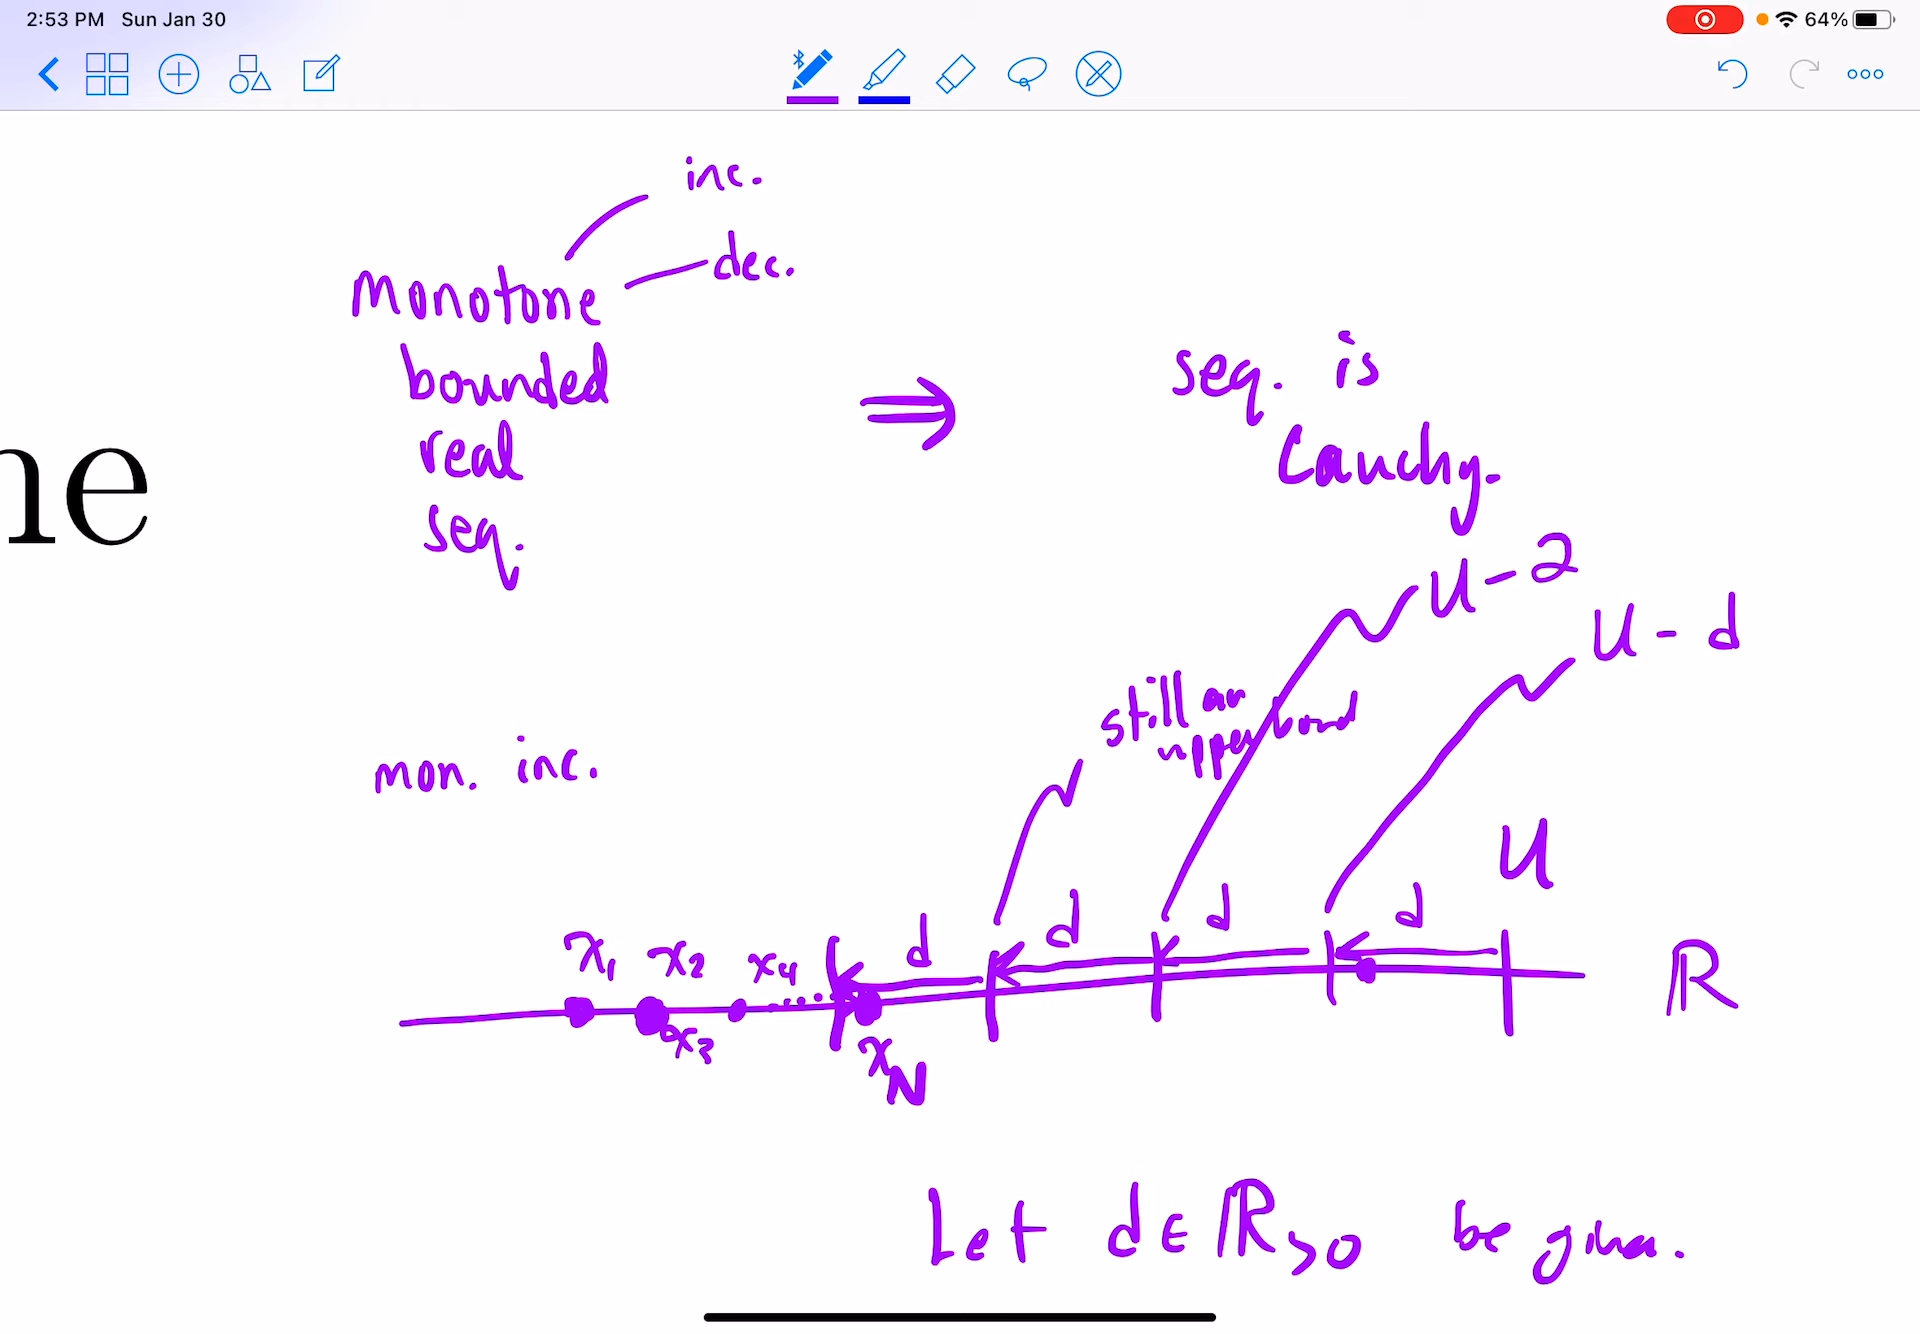 2:53 PM Sun Jan 30
64%
inc.
dec.
Monotone
bounded
real
seq.
⇒
seq. is
Cauchy.
ne
U - 2
U - d
still an
upper bound
mon. inc.
U
d d d d
x₁ x₂ x₄ ....
x₃
x_N
ℝ
Let d ∈ ℝ>0 be given.